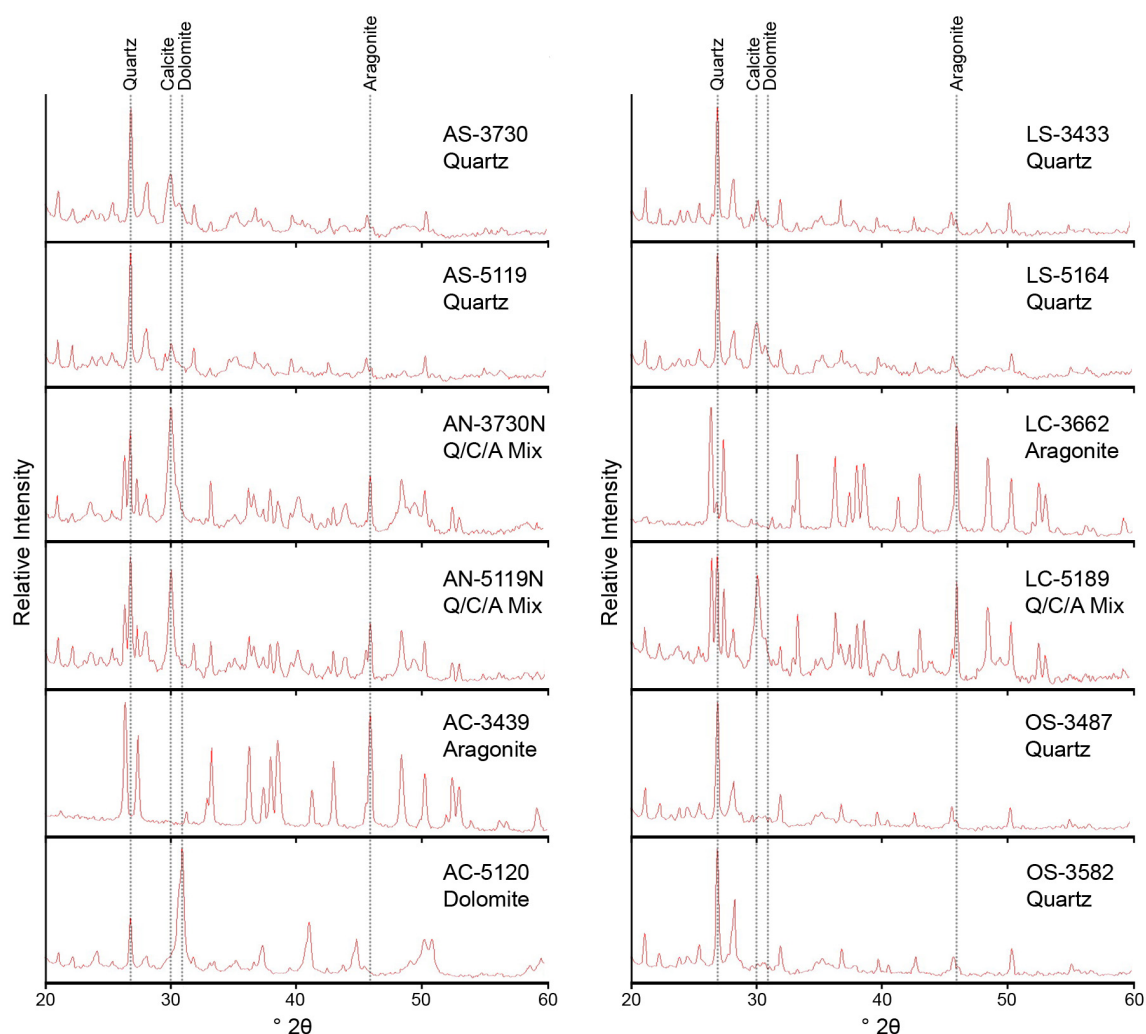 Quartz
Calcite
Dolomite
Aragonite
Quartz
Calcite
Dolomite
Aragonite
Relative Intensity
AS-3730
Quartz
AS-5119
Quartz
AN-3730N
Q/C/A Mix
AN-5119N
Q/C/A Mix
AC-3439
Aragonite
AC-5120
Dolomite
20
30
40
50
60
° 2θ
Relative Intensity
LS-3433
Quartz
LS-5164
Quartz
LC-3662
Aragonite
LC-5189
Q/C/A Mix
OS-3487
Quartz
OS-3582
Quartz
20
30
40
50
60
° 2θ